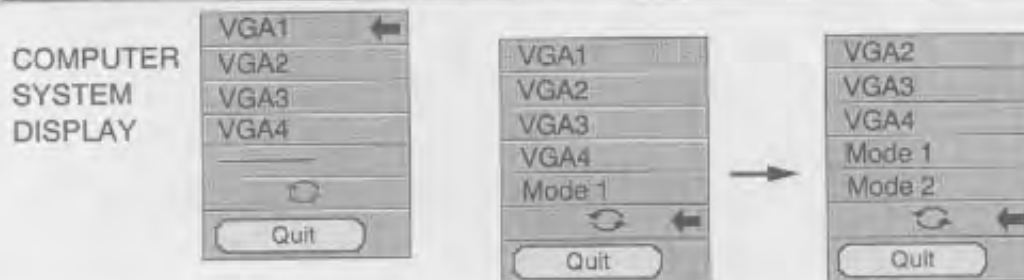 COMPUTER
SYSTEM
DISPLAY
VGA1
VGA2
VGA3
VGA4
Quit
VGA1
VGA2
VGA3
VGA4
Mode 1
Quit
VGA2
VGA3
VGA4
Mode 1
Mode 2
Quit